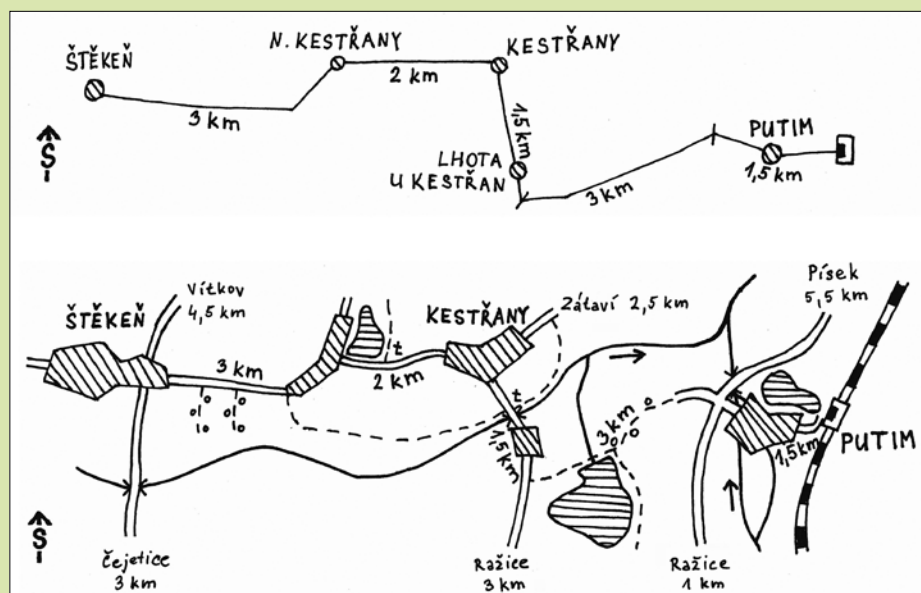 ŠTĚKEŇ
N. KESTŘANY
KESTŘANY
3 km
2 km
1,5 km
LHOTA
U KESTŘAN
3 km
PUTIM
1,5 km
S
Vítkov
4,5 km
ŠTĚKEŇ
3 km
t
2 km
KESTŘANY
Zátaví 2,5 km
t
1,5 km
3 km
Písek
5,5 km
1,5 km
PUTIM
S
Čejetice
3 km
Ražice
3 km
Ražice
1 km